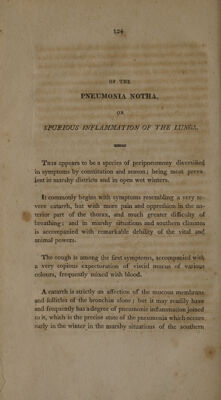 124
OF THE
PNEUMONIA NOTHA,
OR
SPURIOUS INFLAMMATION OF THE LUNGS.
THIS appears to be a species of peripneumony diversified
in symptoms by constitution and season; being most preva-
lent in marshy districts and in open wet winters.
It commonly begins with symptoms resembling a very se-
vere catarrh, but with more pain and oppression in the an-
terior part of the thorax, and much greater difficulty of
breathing: and in marshy situations and southern climates
is accompanied with remarkable debility of the vital and
animal powers.
The cough is among the first symptoms, accompanied with
a very copious expectoration of viscid mucus of various
colours, frequently mixed with blood.
A catarrh is strictly an affection of the mucous membrane
and follicles of the bronchiæ alone: but it may readily have
and frequently has a degree of pneumonic inflammation joined
to it, which is the precise state of the pneumonia which occurs
early in the winter in the marshy situations of the southern